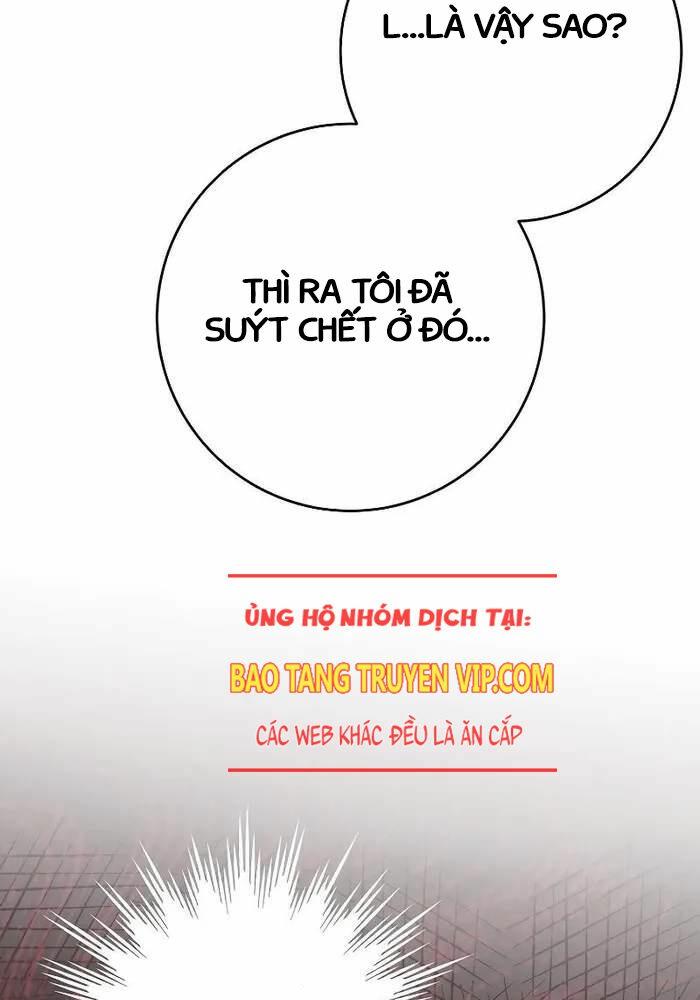 L...LÀ VẬY SAO?
THÌ RA TÔI ĐÃ
SUÝT CHẾT Ở ĐÓ...
ỦNG HỘ NHÓM DỊCH TẠI:
BAO TANG TRUYEN VIP.COM
CÁC WEB KHÁC ĐỀU LÀ ĂN CẮP